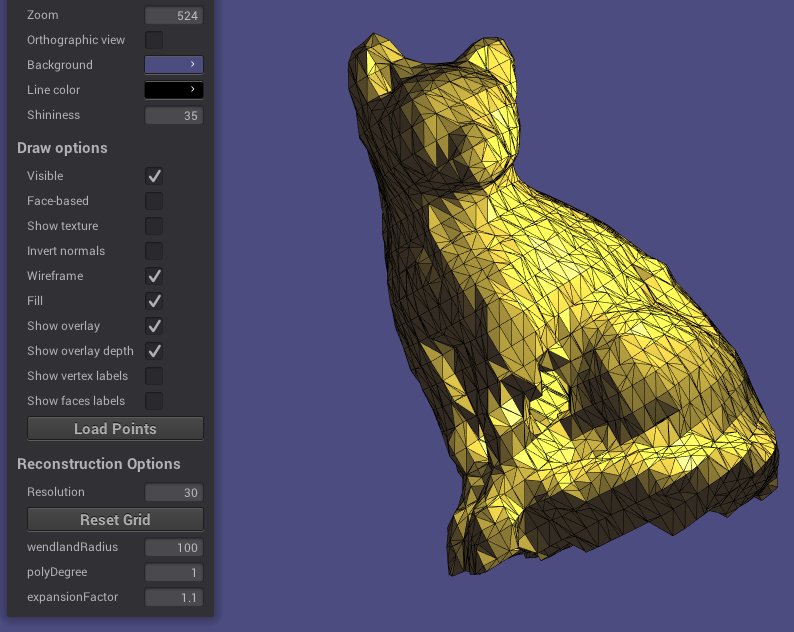 Zoom 524
Orthographic view
Background
Line color
Shininess 35
Draw options
Visible
Face-based
Show texture
Invert normals
Wireframe
Fill
Show overlay
Show overlay depth
Show vertex labels
Show faces labels
Load Points
Reconstruction Options
Resolution 30
Reset Grid
wendlandRadius 100
polyDegree 1
expansionFactor 1.1